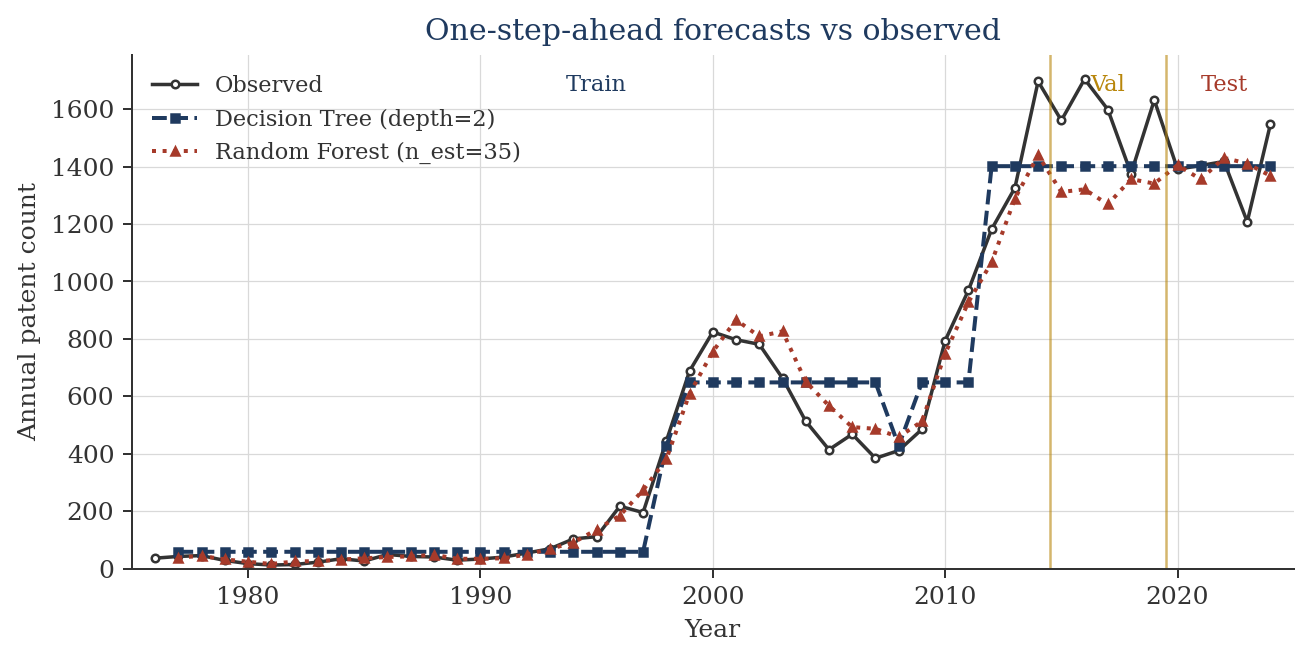 One-step-ahead forecasts vs observed
Observed
Decision Tree (depth=2)
Random Forest (n_est=35)
Train
Val
Test
Annual patent count
1600
1400
1200
1000
800
600
400
200
0
1980
1990
2000
2010
2020
Year